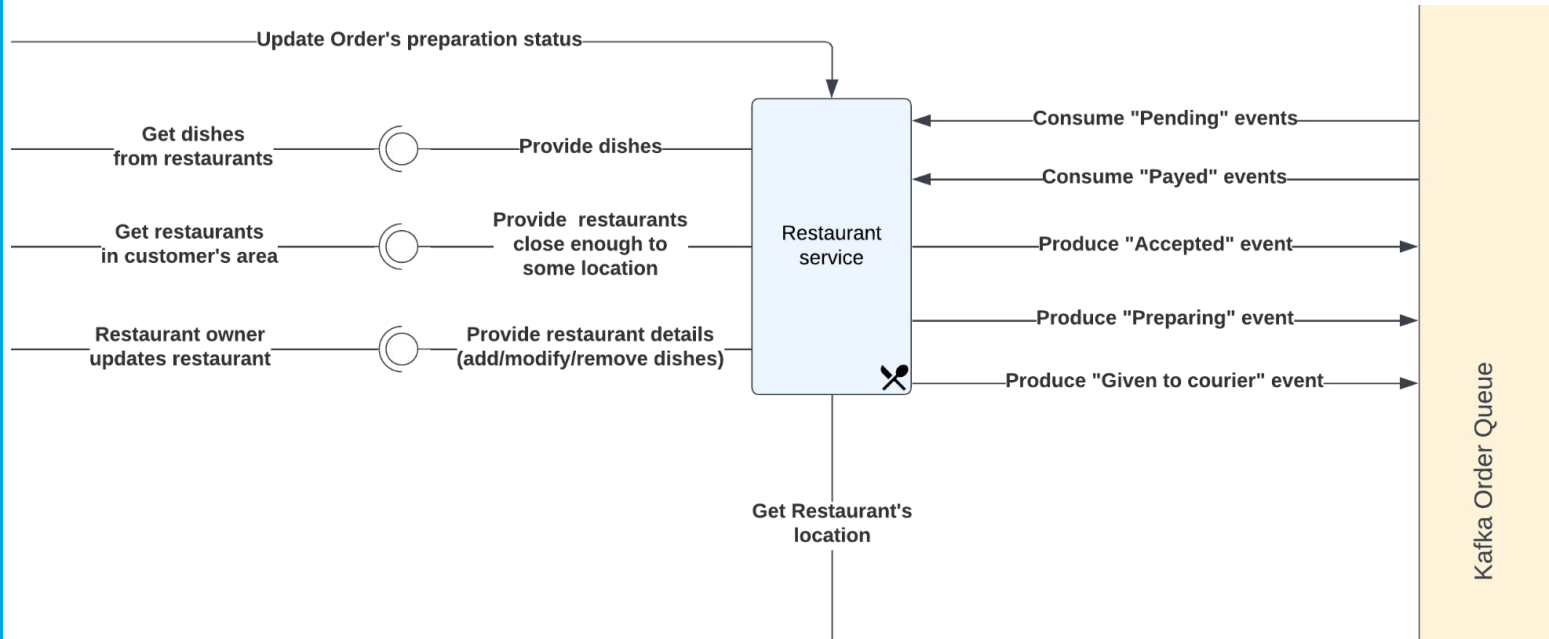 Update Order's preparation status
Get dishes
from restaurants
Provide dishes
Get restaurants
in customer's area
Provide  restaurants
close enough to
some location
Restaurant owner
updates restaurant
Provide restaurant details
(add/modify/remove dishes)
Restaurant
service
Consume "Pending" events
Consume "Payed" events
Produce "Accepted" event
Produce "Preparing" event
Produce "Given to courier" event
Get Restaurant's
location
Kafka Order Queue